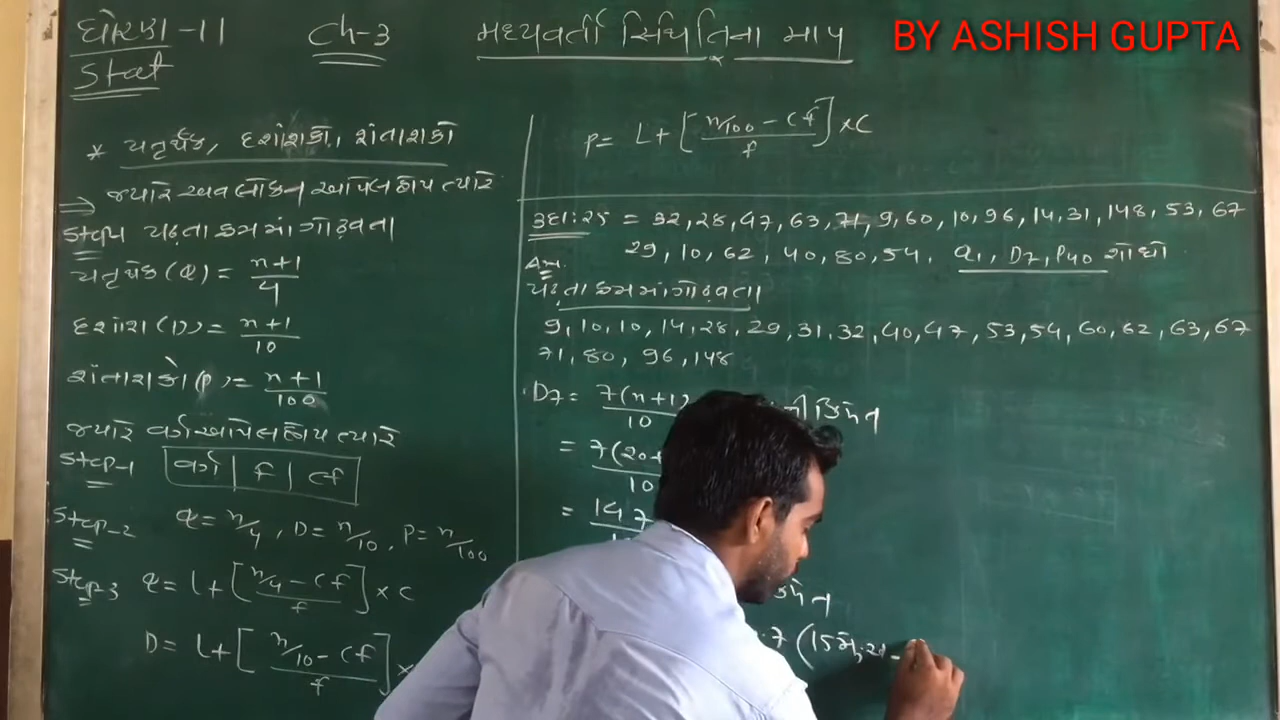 ધોરણ -11
Stat
Ch-3
મધ્યવર્તી સ્થિતિના માપ
BY ASHISH GUPTA
* ચતુર્થક, દશાંશકો, શતાંશકો
⇒ જ્યારે અવલોકન આપેલ હોય ત્યારે
Step-1 ચઢતા ક્રમમાં ગોઠવતા
ચતુર્થક (Q) = n+1/4
દશાંશ (D) = n+1/10
શતાંશકો (P) = n+1/100
જ્યારે વર્ગ આપેલ હોય ત્યારે
Step-1 વર્ગ | F | cf
Step-2 Q = n/4, D = n/10, P = n/100
Step-3 Q = L + [n/4 - cf / f] × c
D = L + [n/10 - cf / f] ×
P = L + [n/100 - cf / f] × c
ઉદા: 25 = 32, 28, 47, 63, 71, 9, 60, 10, 96, 14, 31, 148, 53, 67
29, 10, 62, 40, 80, 54. Q1, D7, P40 શોધો
Ans.
ચઢતા ક્રમમાં ગોઠવતા
9, 10, 10, 14, 28, 29, 31, 32, 40, 47, 53, 54, 60, 62, 63, 67
71, 80, 96, 148
D7 = 7(n+1)/10 કિંમત
= 7(20+
10
= 147
.7 (15મું